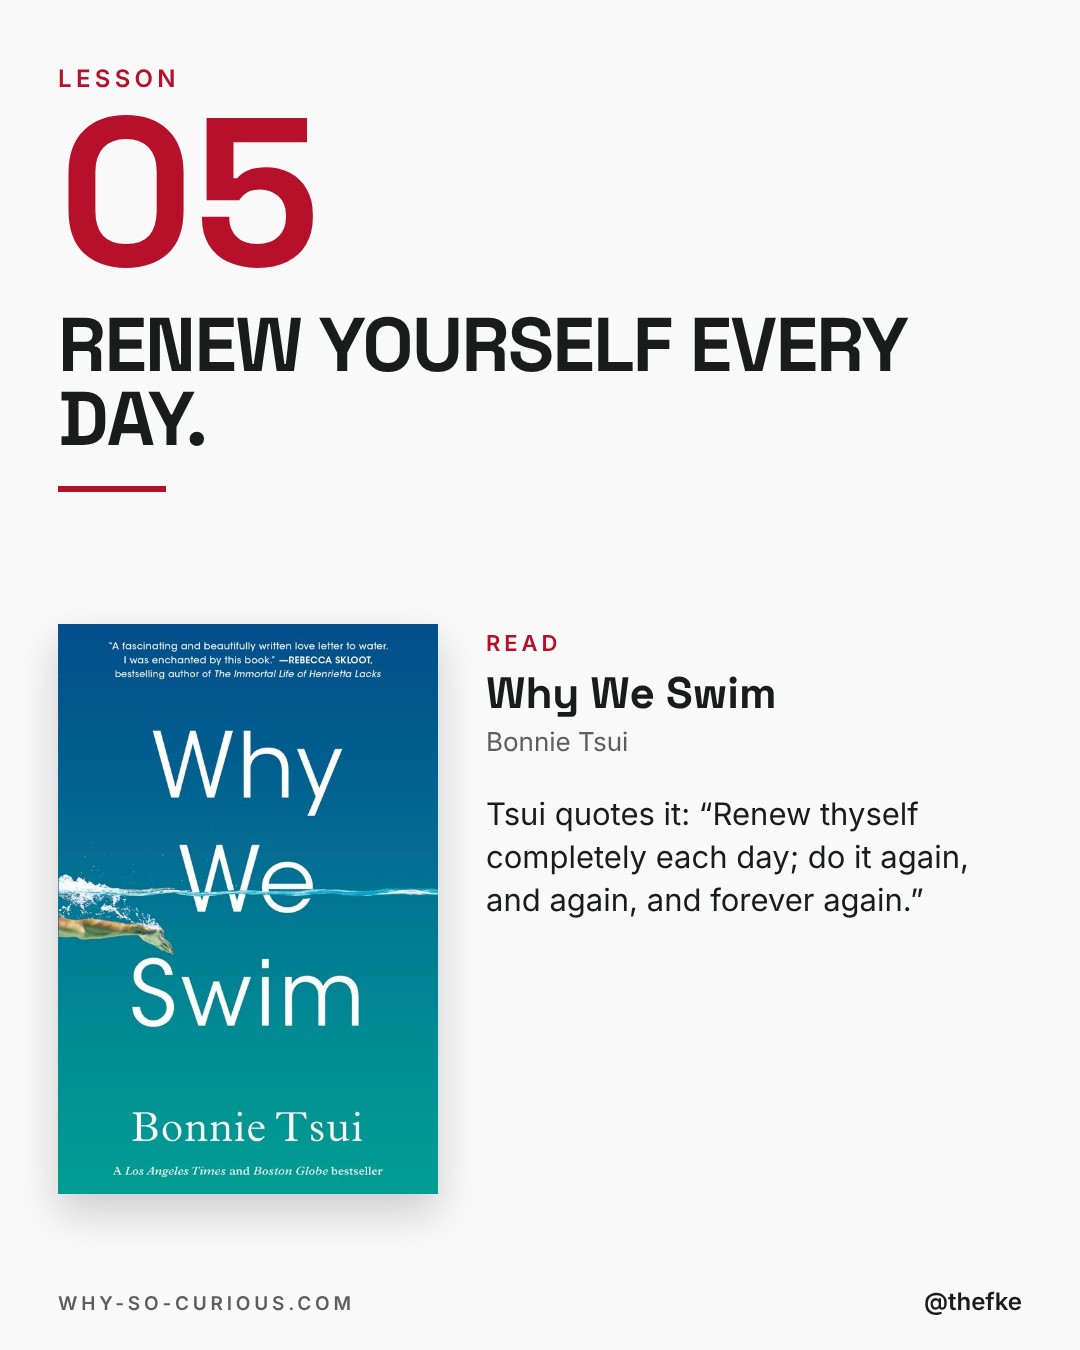 LESSON
05
RENEW YOURSELF EVERY
DAY.
"A fascinating and beautifully written love letter to water.
I was enchanted by this book." —REBECCA SKLOOT,
bestselling author of The Immortal Life of Henrietta Lacks
Why
We
Swim
Bonnie Tsui
A Los Angeles Times and Boston Globe bestseller
READ
Why We Swim
Bonnie Tsui
Tsui quotes it: “Renew thyself
completely each day; do it again,
and again, and forever again.”
WHY-SO-CURIOUS.COM
@thefke